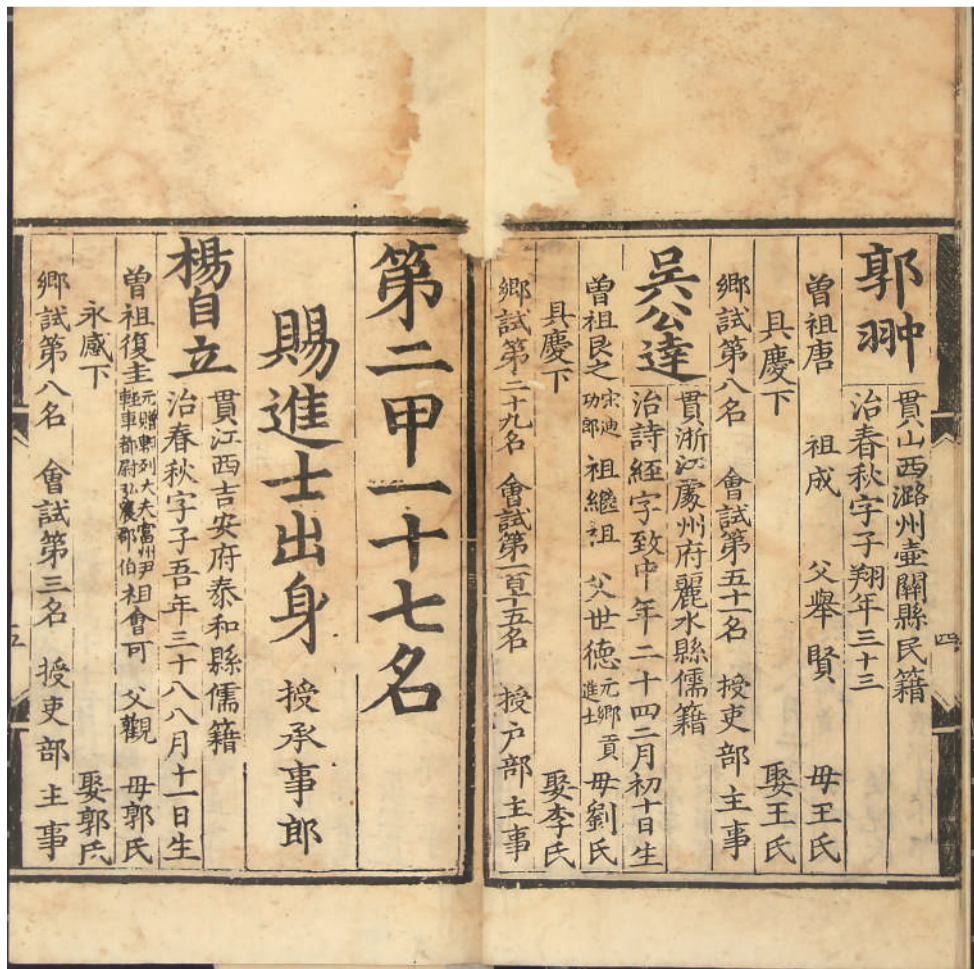 郭翀
貫山西潞州壺關縣民籍
治春秋字子翔年三十三
曾祖唐 祖成 父舉賢 母王氏
具慶下 娶王氏
鄉試第八名 會試第五十一名 授吏部主事
吳公達
貫浙江處州府麗水縣儒籍
治詩經字致中年二十四二月初十日生
曾祖艮之宋迪功郎 祖繼祖 父世德元鄉貢進士 母劉氏
具慶下 娶李氏
鄉試第二十九名 會試第一百十五名 授户部主事
四
第二甲一十七名
賜進士出身 授承事郎
楊自立
貫江西吉安府泰和縣儒籍
治春秋字子吾年三十八八月十一日生
曾祖復圭元贈朝列大夫富州尹輕車都尉弘農郡伯 祖會可 父觀 母郭氏
永感下 娶郭氏
鄉試第八名 會試第三名 授吏部主事
五